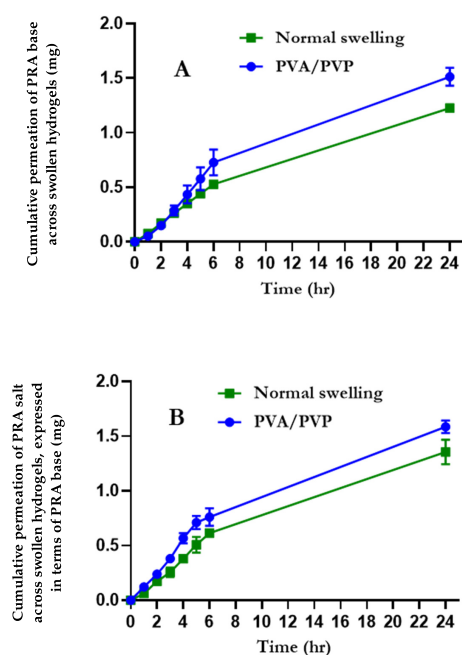 Cumulative permeation of PRA base
across swollen hydrogels (mg)
2.0
1.5
1.0
0.5
0.0
A
Normal swelling
PVA/PVP
0 2 4 6 8 10 12 14 16 18 20 22 24
Time (hr)
Cumulative permeation of PRA salt
across swollen hydrogels, expressed
in terms of PRA base (mg)
2.0
1.5
1.0
0.5
0.0
B
Normal swelling
PVA/PVP
0 2 4 6 8 10 12 14 16 18 20 22 24
Time (hr)